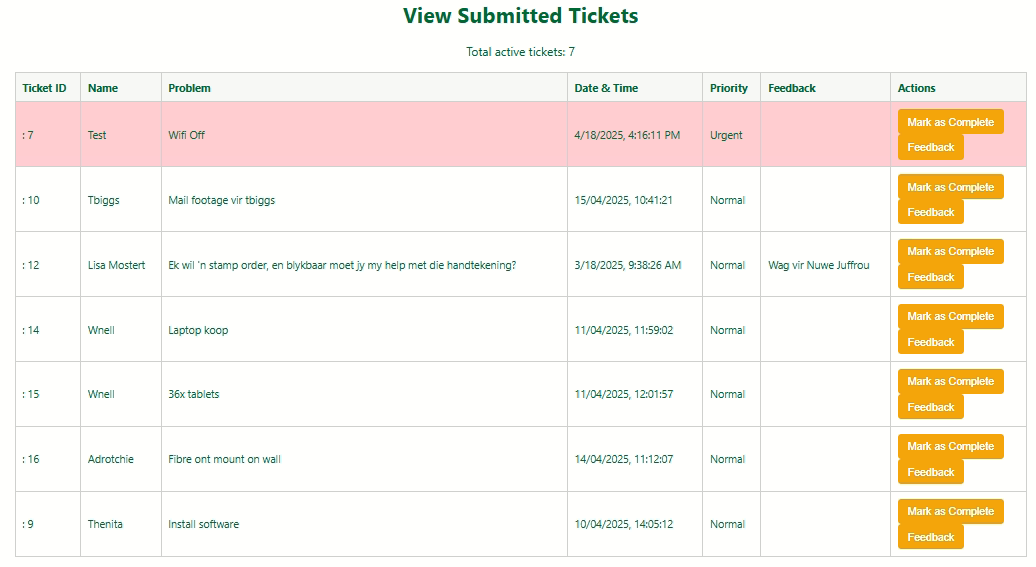 View Submitted Tickets
Total active tickets: 7
Ticket ID Name Problem Date & Time Priority Feedback Actions
: 7 Test Wifi Off 4/18/2025, 4:16:11 PM Urgent Mark as Complete
Feedback
: 10 Tbiggs Mail footage vir tbiggs 15/04/2025, 10:41:21 Normal Mark as Complete
Feedback
: 12 Lisa Mostert Ek wil 'n stamp order, en blykbaar moet jy my help met die handtekening? 3/18/2025, 9:38:26 AM Normal Wag vir Nuwe Juffrou Mark as Complete
Feedback
: 14 Wnell Laptop koop 11/04/2025, 11:59:02 Normal Mark as Complete
Feedback
: 15 Wnell 36x tablets 11/04/2025, 12:01:57 Normal Mark as Complete
Feedback
: 16 Adrotchie Fibre ont mount on wall 14/04/2025, 11:12:07 Normal Mark as Complete
Feedback
: 9 Thenita Install software 10/04/2025, 14:05:12 Normal Mark as Complete
Feedback